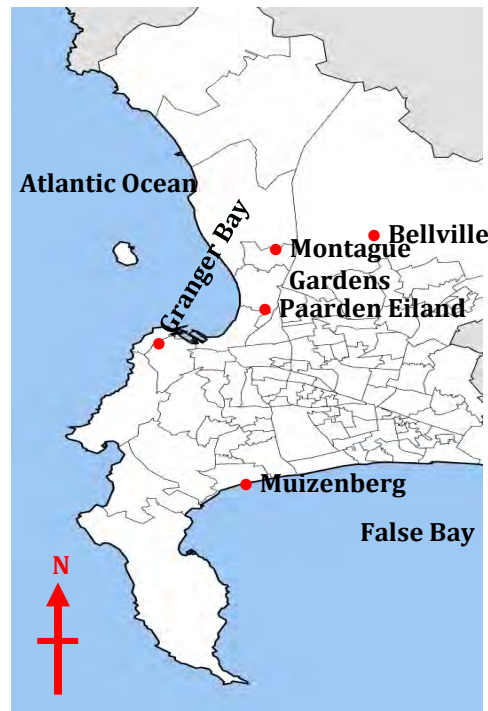 Atlantic Ocean
Granger Bay
Bellville
Montague
Gardens
Paarden Eiland
Muizenberg
False Bay
N